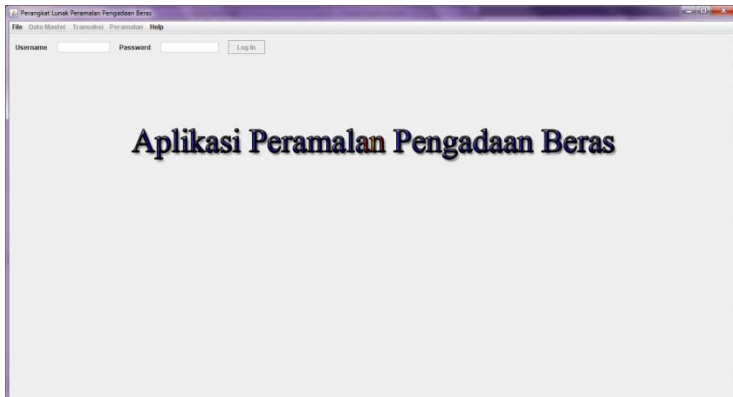 Perangkat Lunak Peramalan Pengadaan Beras
File Data Master Transaksi Peramalan Help
Username Password Log In
Aplikasi Peramalan Pengadaan Beras